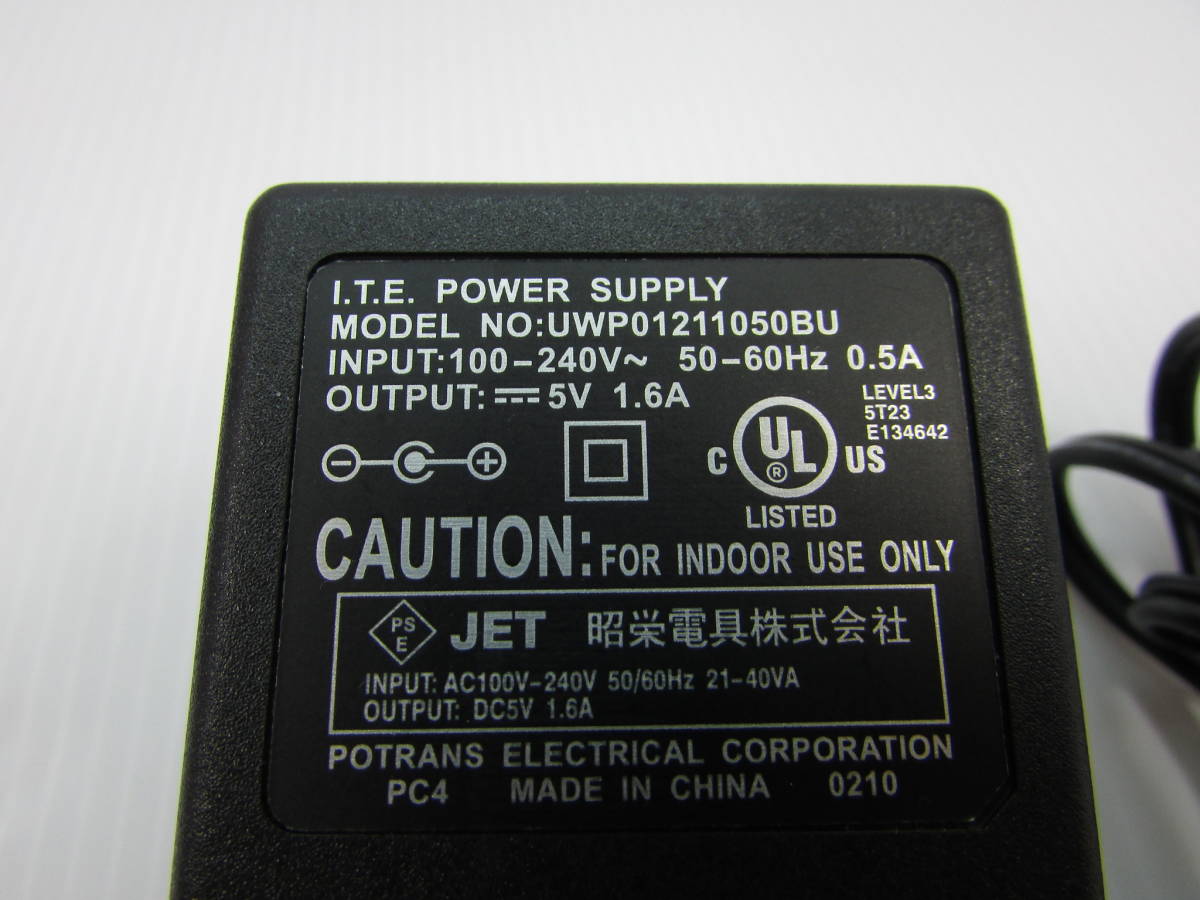 I.T.E. POWER SUPPLY
MODEL NO:UWP01211050BU
INPUT:100-240V~ 50-60Hz 0.5A
OUTPUT: ⎓ 5V 1.6A
LEVEL3
5T23
E134642
C UL ® US
LISTED
CAUTION: FOR INDOOR USE ONLY
PS
E
JET 昭栄電具株式会社
INPUT: AC100V-240V 50/60Hz 21-40VA
OUTPUT: DC5V 1.6A
POTRANS ELECTRICAL CORPORATION
PC4 MADE IN CHINA 0210